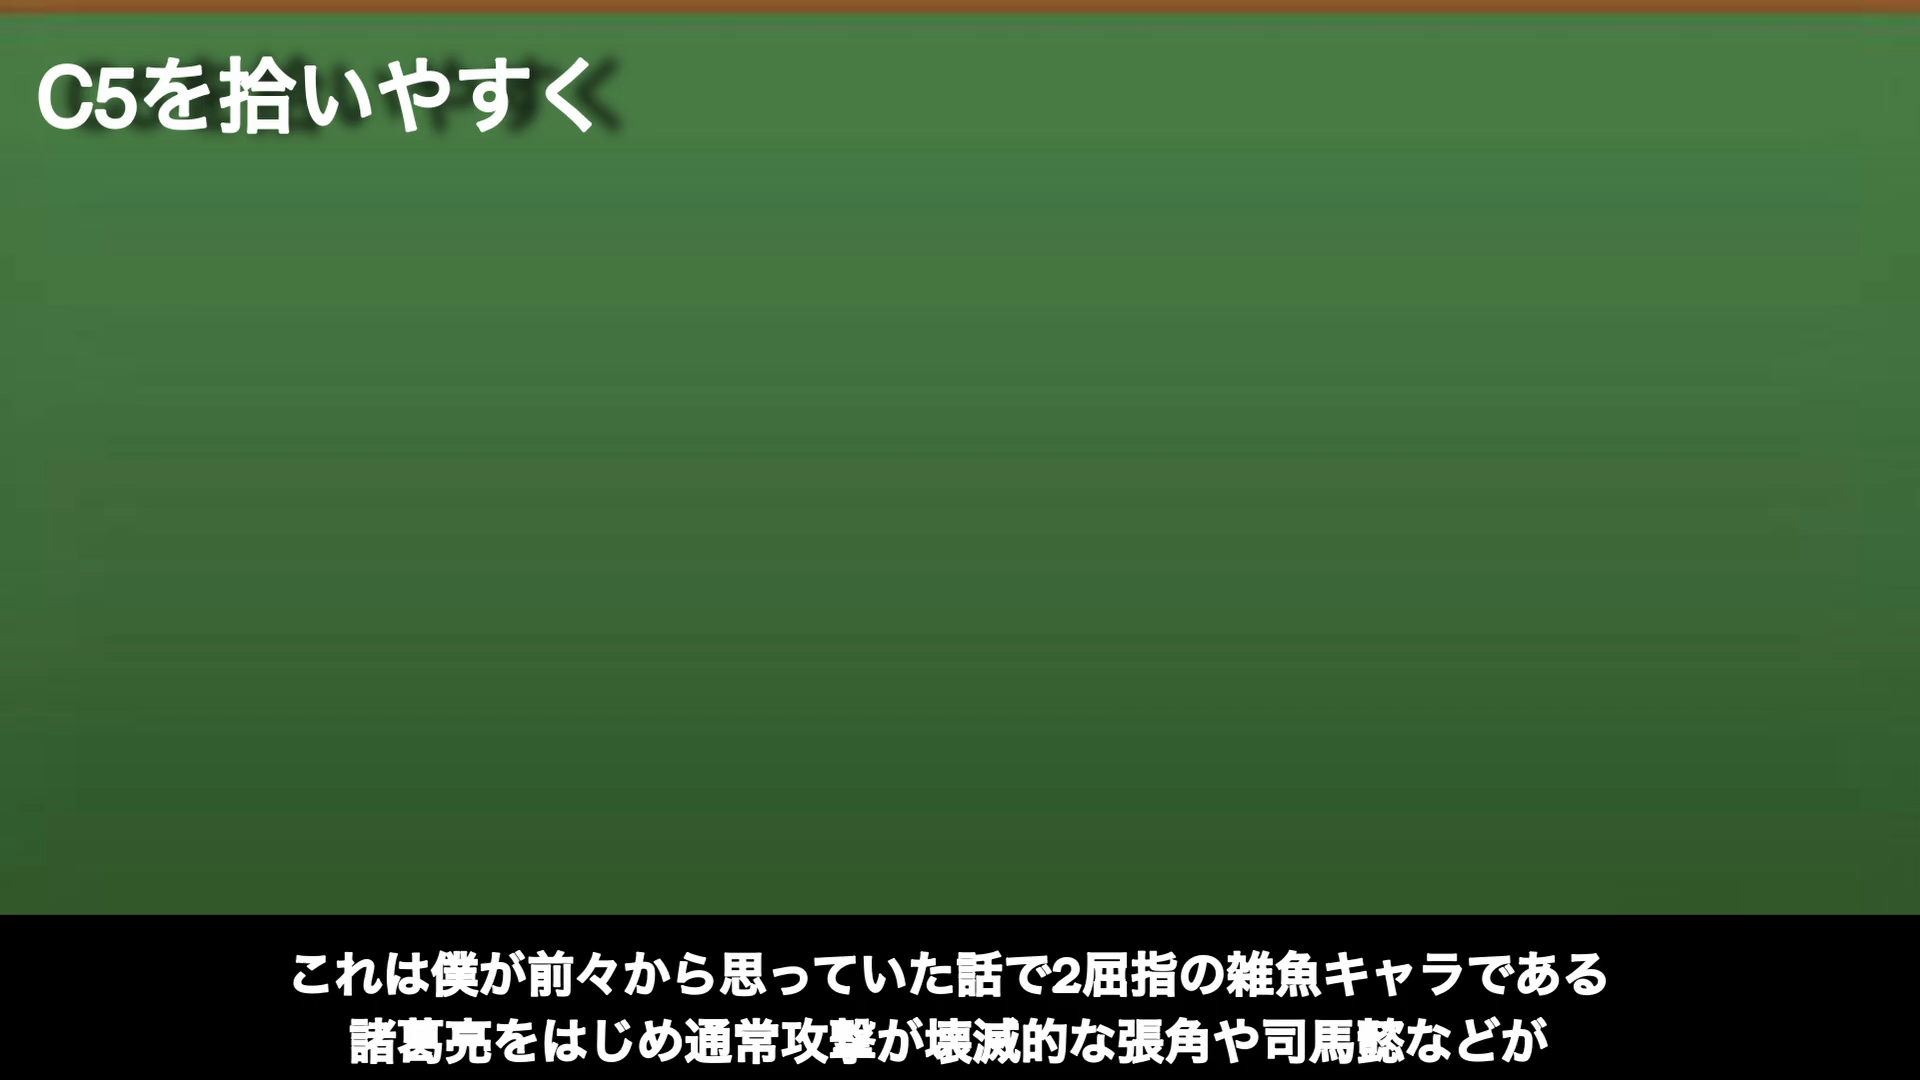 C5を拾いやすく
これは僕が前々から思っていた話で2屈指の雑魚キャラである
諸葛亮をはじめ通常攻撃が壊滅的な張角や司馬懿などが